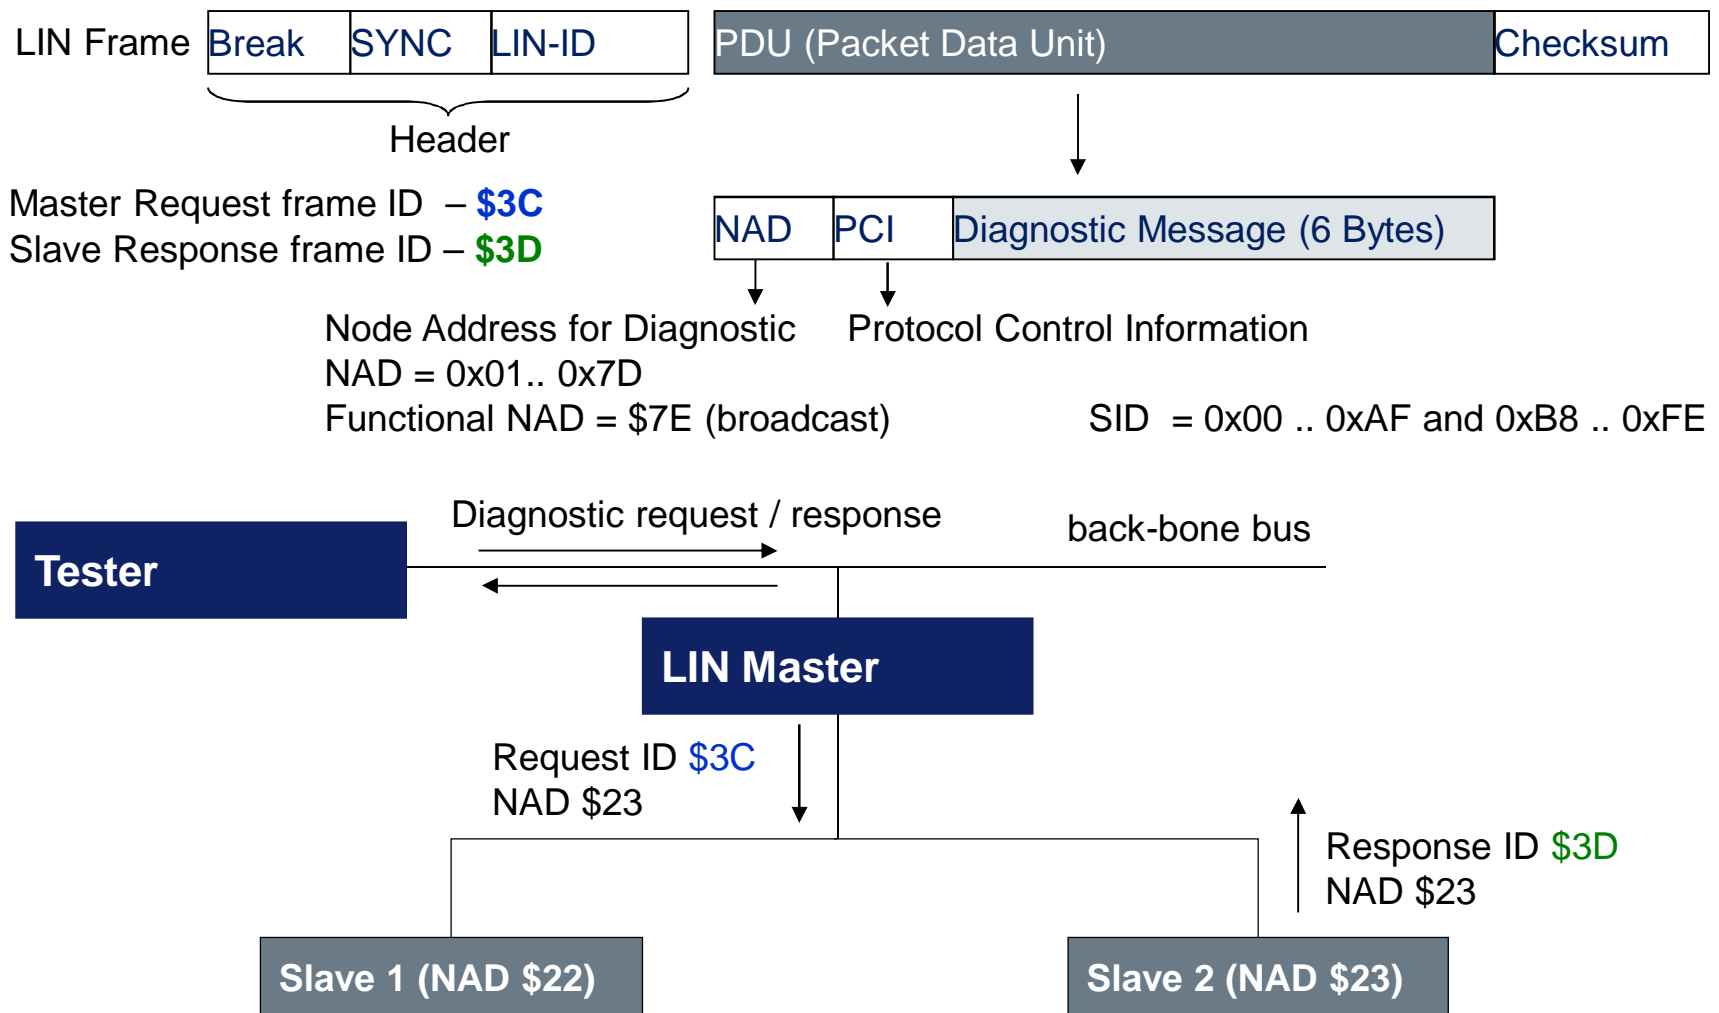 LIN Frame Break SYNC LIN-ID PDU (Packet Data Unit) Checksum
Header
Master Request frame ID – $3C
Slave Response frame ID – $3D
NAD PCI Diagnostic Message (6 Bytes)
Node Address for Diagnostic
NAD = 0x01.. 0x7D
Functional NAD = $7E (broadcast)
Protocol Control Information
SID = 0x00 .. 0xAF and 0xB8 .. 0xFE
Diagnostic request / response
back-bone bus
Tester
LIN Master
Request ID $3C
NAD $23
Response ID $3D
NAD $23
Slave 1 (NAD $22)
Slave 2 (NAD $23)